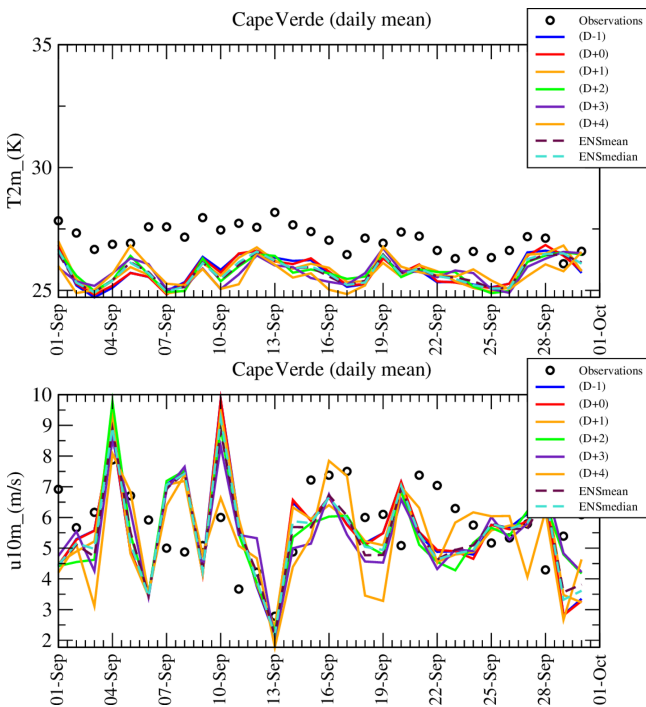 CapeVerde (daily mean)
Observations
(D-1)
(D+0)
(D+1)
(D+2)
(D+3)
(D+4)
ENSmean
ENSmedian
35
30
25
T2m_(K)
01-Sep
04-Sep
07-Sep
10-Sep
13-Sep
16-Sep
19-Sep
22-Sep
25-Sep
28-Sep
01-Oct
CapeVerde (daily mean)
Observations
(D-1)
(D+0)
(D+1)
(D+2)
(D+3)
(D+4)
ENSmean
ENSmedian
10
9
8
7
6
5
4
3
2
u10m_(m/s)
01-Sep
04-Sep
07-Sep
10-Sep
13-Sep
16-Sep
19-Sep
22-Sep
25-Sep
28-Sep
01-Oct